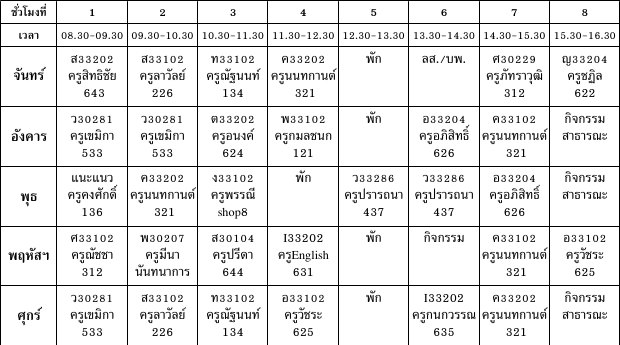 ชั่วโมงที่ 1 2 3 4 5 6 7 8
เวลา 08.30-09.30 09.30-10.30 10.30-11.30 11.30-12.30 12.30-13.30 13.30-14.30 14.30-15.30 15.30-16.30
ส33202 ส33102 ท33102 ค33202 พัก ลส./บพ. ศ30229 ญ33204
จันทร์ ครูสิทธิชัย ครูลาวัลย์ ครูณัฐนนท์ ครูนนทกานต์ ครูภัทราวุฒิ ครูชฎิล
643 226 134 321 312 622
ว30281 ว30281 ต33202 พ33102 พัก อ33204 ค33102 กิจกรรม
อังคาร ครูเขมิกา ครูเขมิกา ครูอนงค์ ครูกมลชนก ครูอภิสิทธิ์ ครูนนทกานต์ สาธารณะ
533 533 624 121 626 321
แนะแนว ค33202 ง33102 พัก ว33286 ว33286 อ33204 กิจกรรม
พุธ ครูคงศักดิ์ ครูนนทกานต์ ครูพรรณี ครูปรารถนา ครูปรารถนา ครูอภิสิทธิ์ สาธารณะ
136 321 shop8 437 437 626
ศ33102 พ30207 ส30104 I33202 พัก กิจกรรม ค33102 อ33102
พฤหัสฯ ครูณัชชา ครูมีนา ครูปรีดา ครูEnglish ครูนนทกานต์ ครูวัชระ
312 นันทนาการ 644 631 321 625
ว30281 ส33102 ท33102 อ33102 พัก I33202 ค33202 กิจกรรม
ศุกร์ ครูเขมิกา ครูลาวัลย์ ครูณัฐนนท์ ครูวัชระ ครูกนกวรรณ ครูนนทกานต์ สาธารณะ
533 226 134 625 635 321